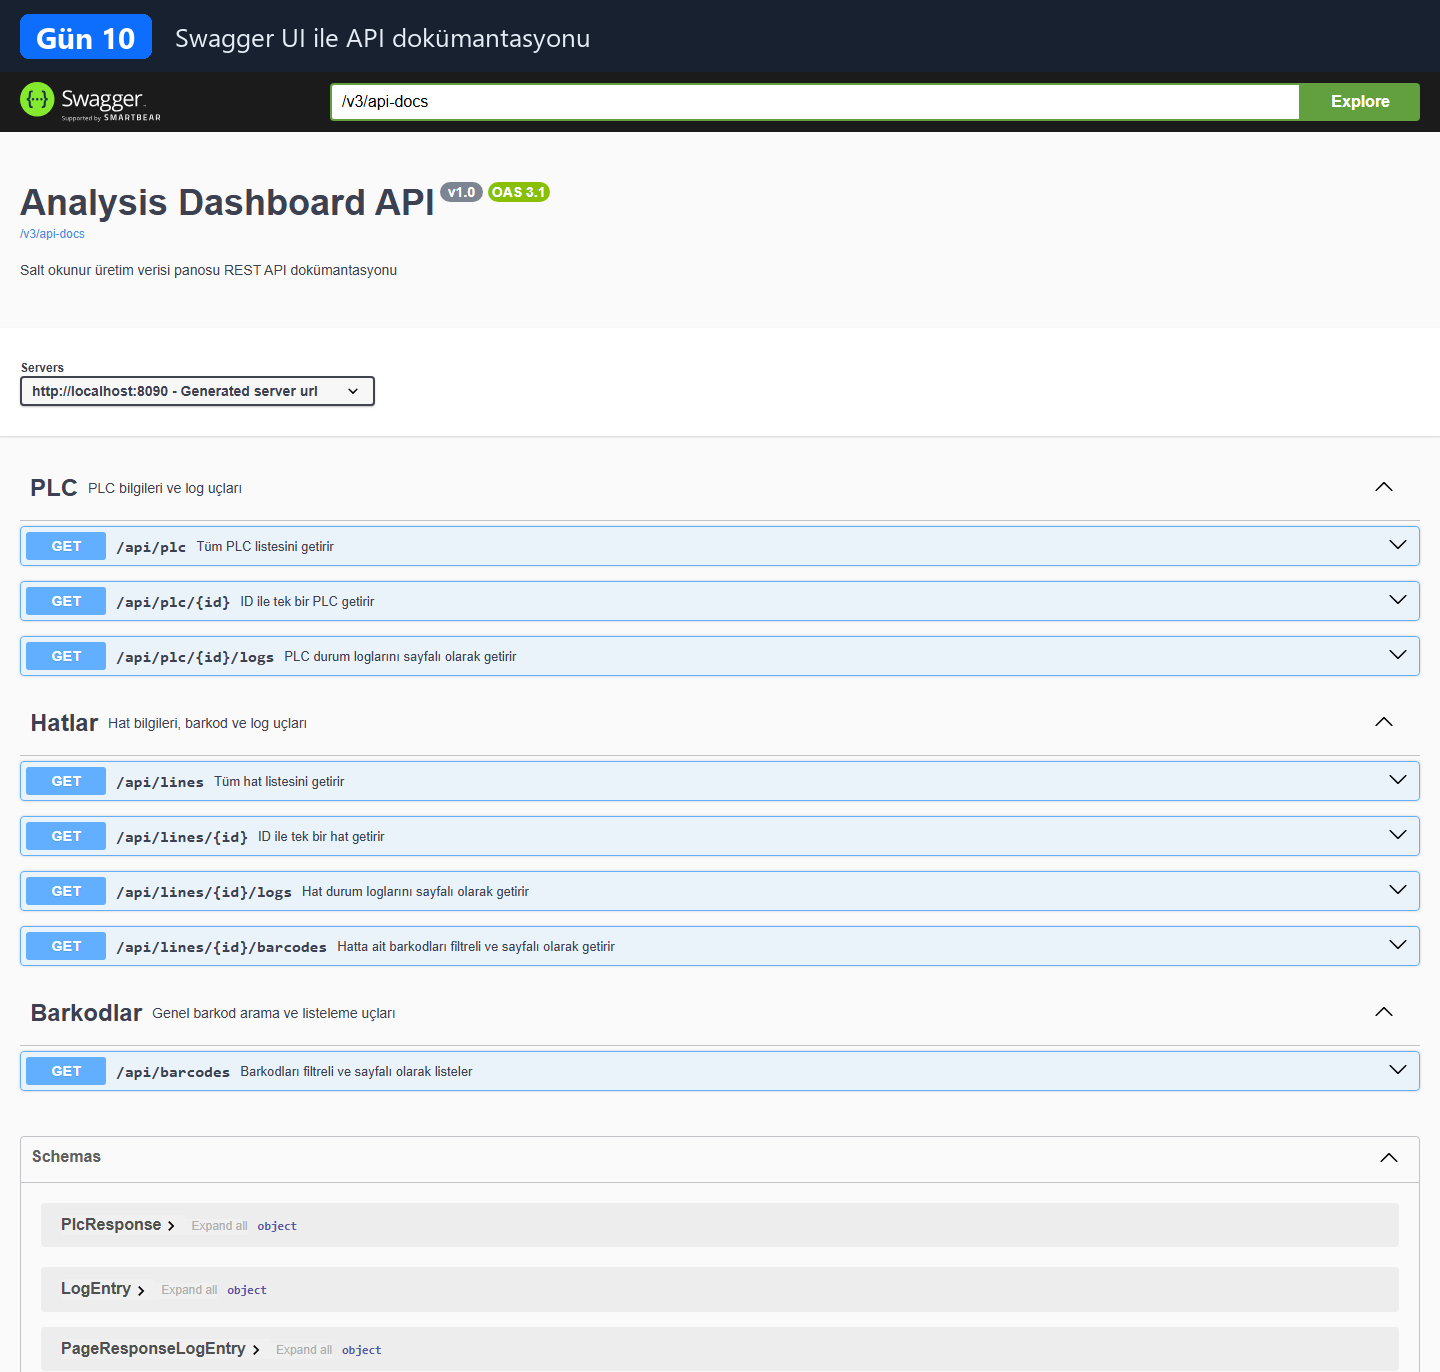 Gün 10 Swagger UI ile API dokümantasyonu
{···} Swagger. /v3/api-docs Explore
Supported by SMARTBEAR
Analysis Dashboard API v1.0 OAS 3.1
/v3/api-docs
Salt okunur üretim verisi panosu REST API dokümantasyonu
Servers
http://localhost:8090 - Generated server url
PLC PLC bilgileri ve log uçları
GET /api/plc Tüm PLC listesini getirir
GET /api/plc/{id} ID ile tek bir PLC getirir
GET /api/plc/{id}/logs PLC durum loglarını sayfalı olarak getirir
Hatlar Hat bilgileri, barkod ve log uçları
GET /api/lines Tüm hat listesini getirir
GET /api/lines/{id} ID ile tek bir hat getirir
GET /api/lines/{id}/logs Hat durum loglarını sayfalı olarak getirir
GET /api/lines/{id}/barcodes Hatta ait barkodları filtreli ve sayfalı olarak getirir
Barkodlar Genel barkod arama ve listeleme uçları
GET /api/barcodes Barkodları filtreli ve sayfalı olarak listeler
Schemas
PlcResponse Expand all object
LogEntry Expand all object
PageResponseLogEntry Expand all object